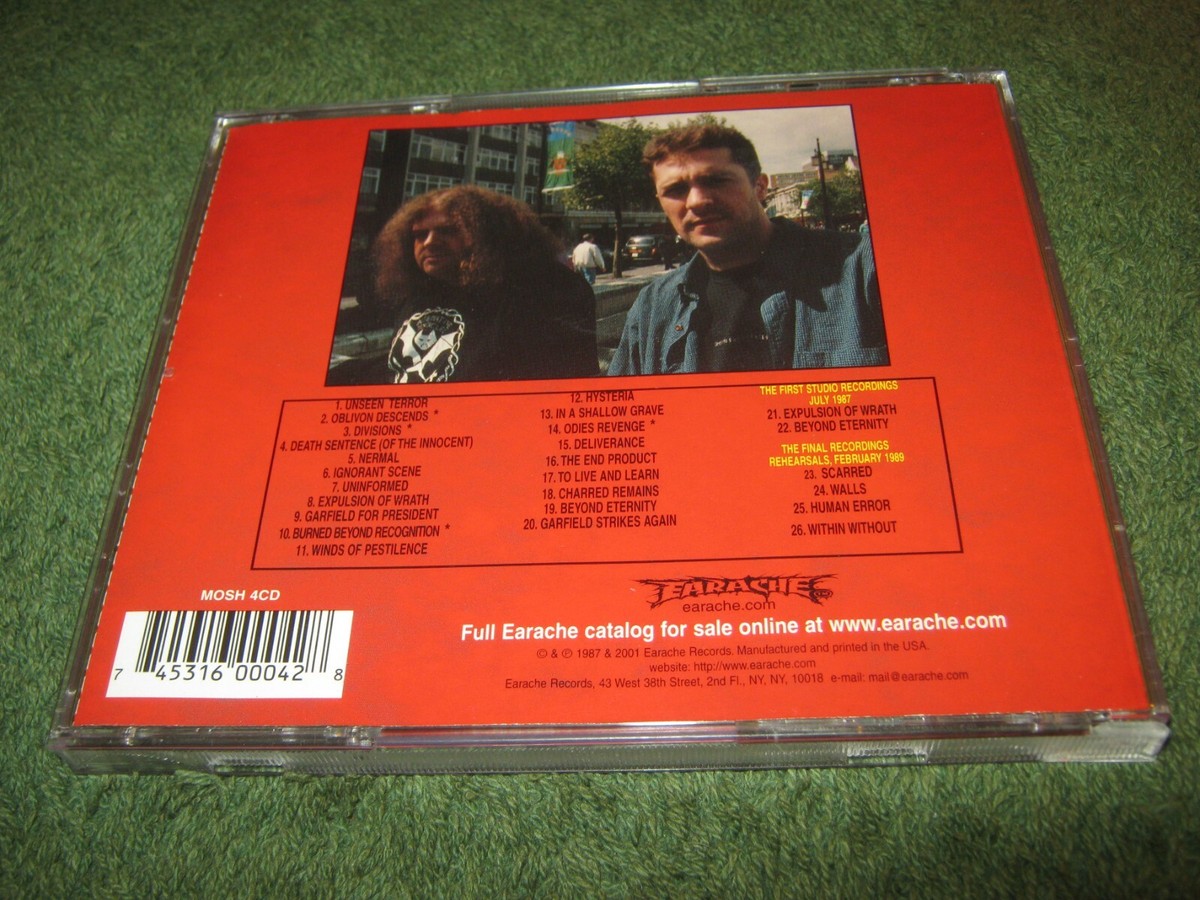 1. UNSEEN TERROR
2. OBLIVON DESCENDS *
3. DIVISIONS *
4. DEATH SENTENCE (OF THE INNOCENT)
5. NERMAL
6. IGNORANT SCENE
7. UNINFORMED
8. EXPULSION OF WRATH
9. GARFIELD FOR PRESIDENT
10. BURNED BEYOND RECOGNITION *
11. WINDS OF PESTILENCE
12. HYSTERIA
13. IN A SHALLOW GRAVE
14. ODIES REVENGE *
15. DELIVERANCE
16. THE END PRODUCT
17. TO LIVE AND LEARN
18. CHARRED REMAINS
19. BEYOND ETERNITY
20. GARFIELD STRIKES AGAIN
THE FIRST STUDIO RECORDINGS
JULY 1987
21. EXPULSION OF WRATH
22. BEYOND ETERNITY
THE FINAL RECORDINGS
REHEARSALS, FEBRUARY 1989
23. SCARRED
24. WALLS
25. HUMAN ERROR
26. WITHIN WITHOUT
MOSH 4CD
7 45316 00042 8
EARACHE
earache.com
Full Earache catalog for sale online at www.earache.com
© & ℗ 1987 & 2001 Earache Records. Manufactured and printed in the USA.
website: http://www.earache.com
Earache Records, 43 West 38th Street, 2nd Fl., NY, NY, 10018 e-mail: mail@earache.com